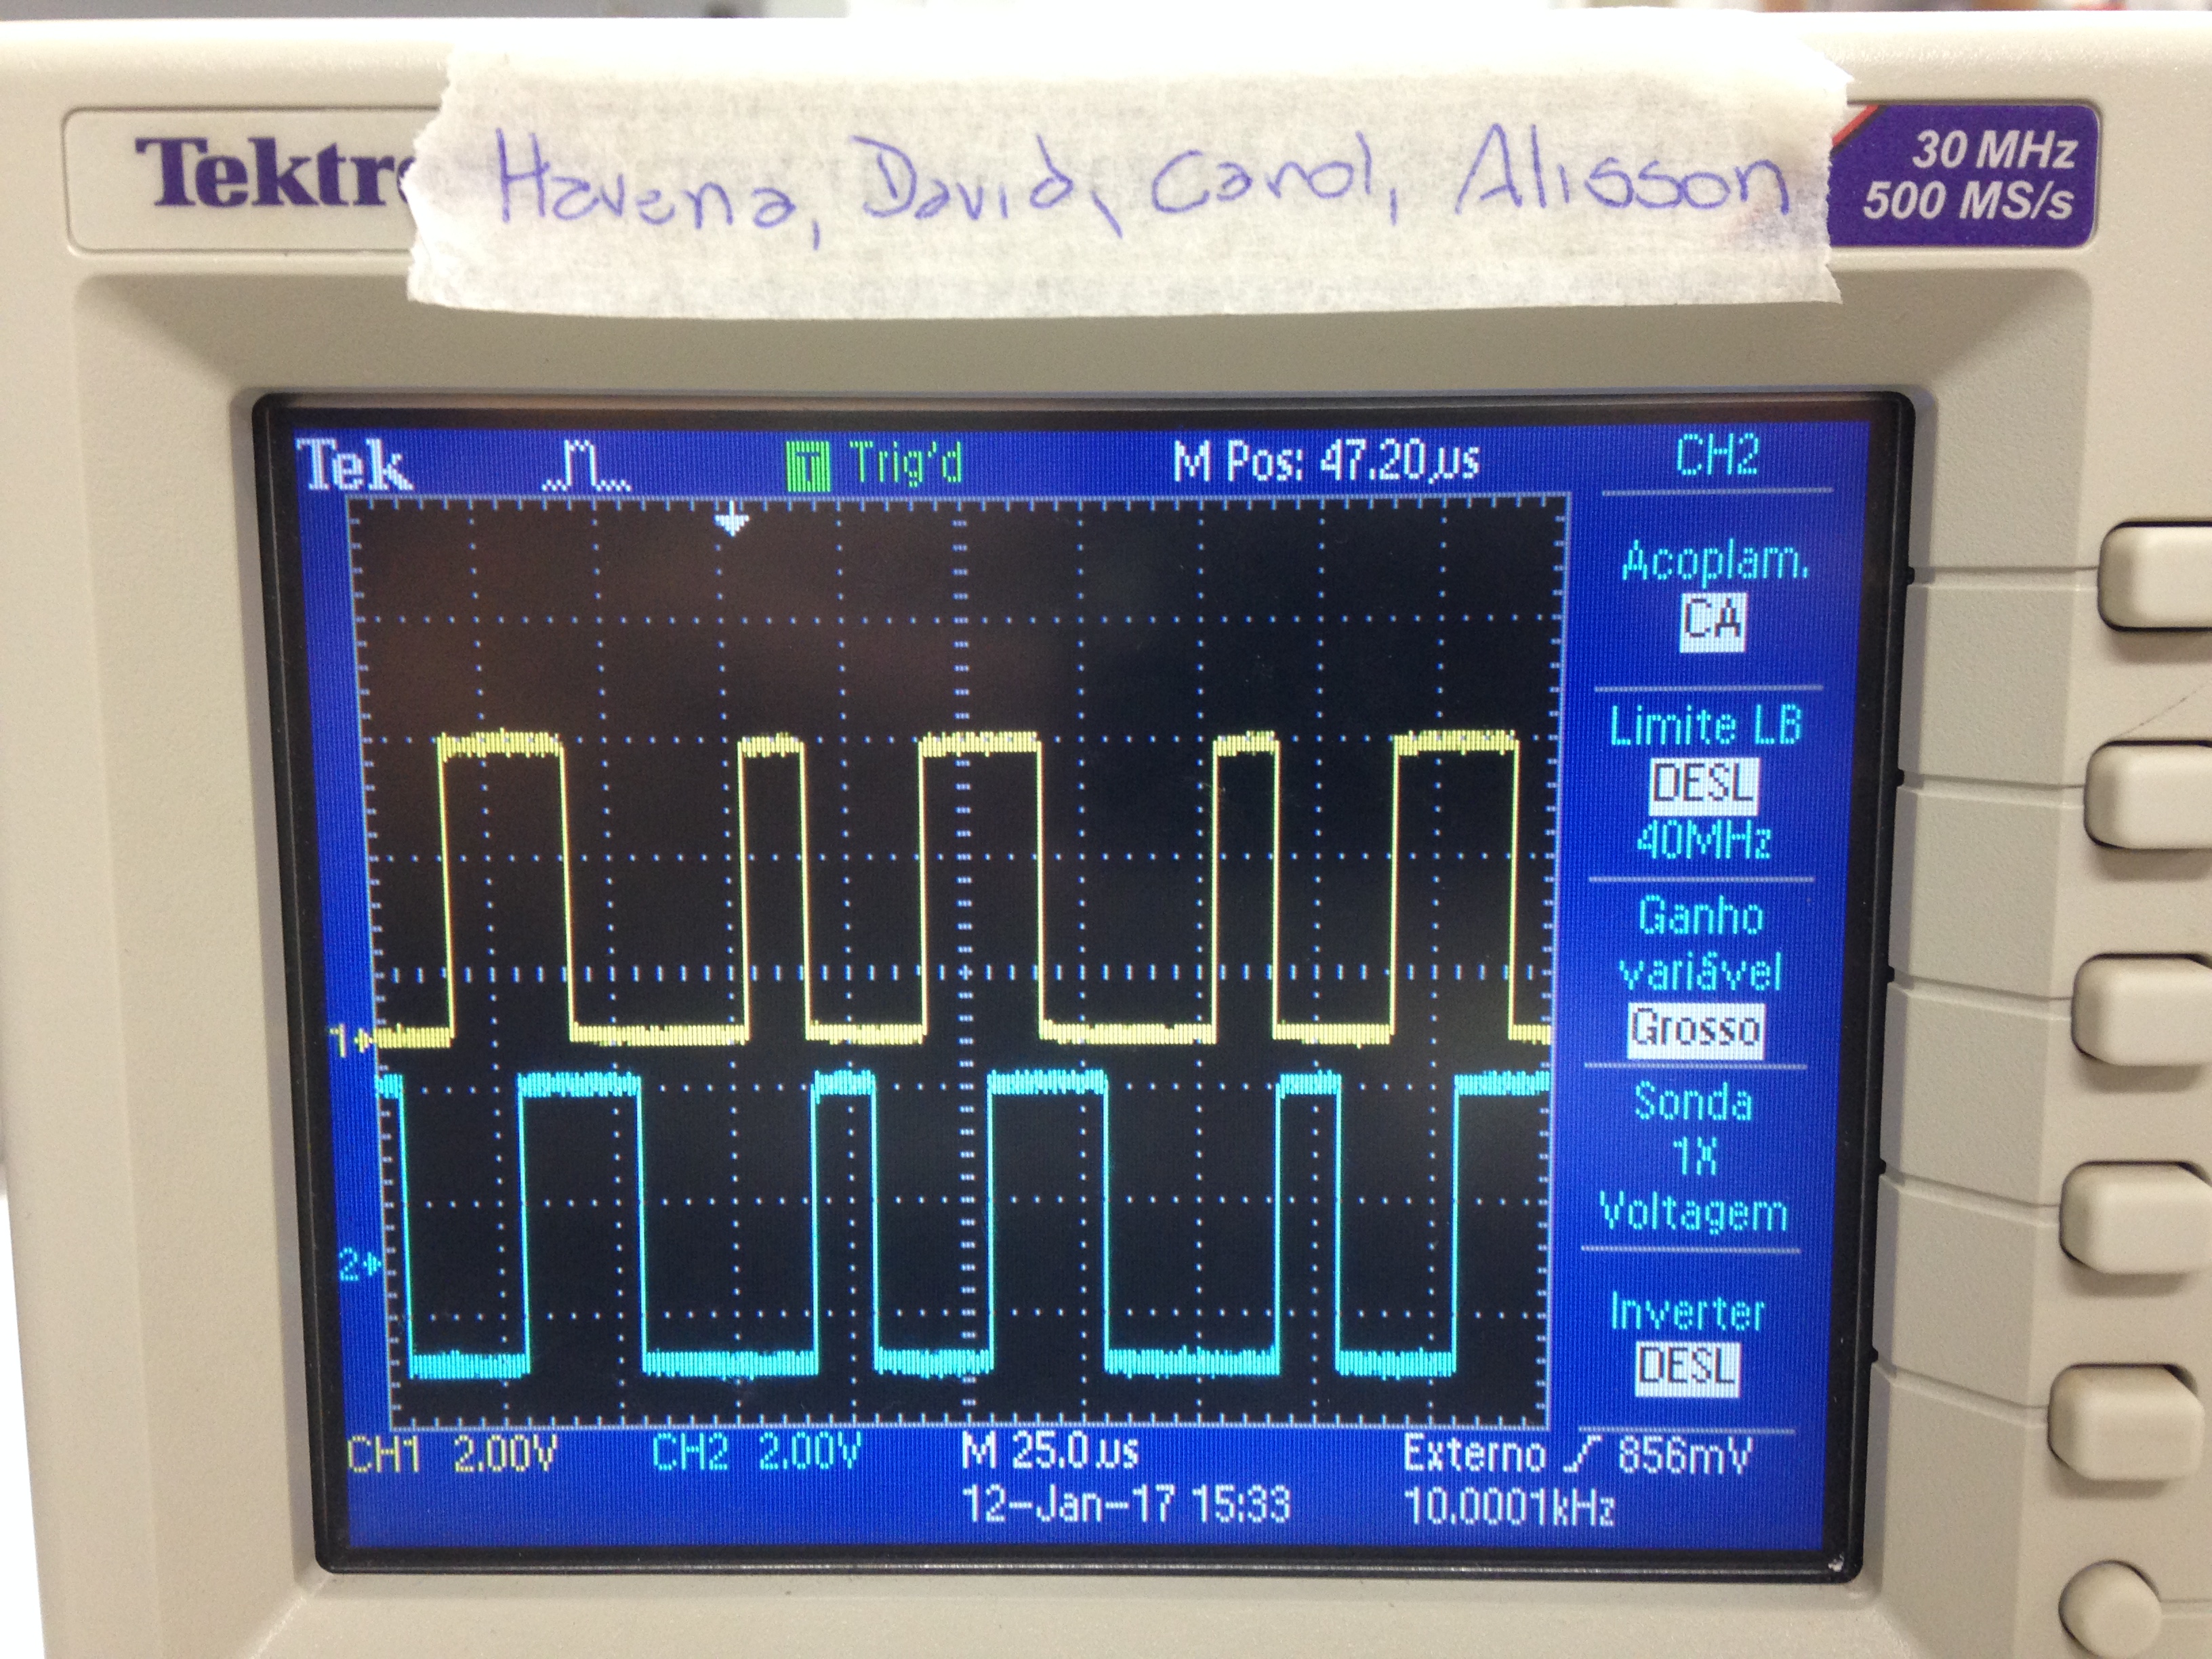 Tektro
Havena, David, Carol, Alisson
30 MHz
500 MS/s
Tek
T Trig'd
M Pos: 47.20µs
CH2
Acoplam.
CA
Limite LB
DESL
40MHz
Ganho
variável
Grosso
Sonda
1X
Voltagem
Inverter
DESL
1
2
CH1 2.00V
CH2 2.00V
M 25.0µs
Externo
856mV
12-Jan-17 15:33
10.0001kHz